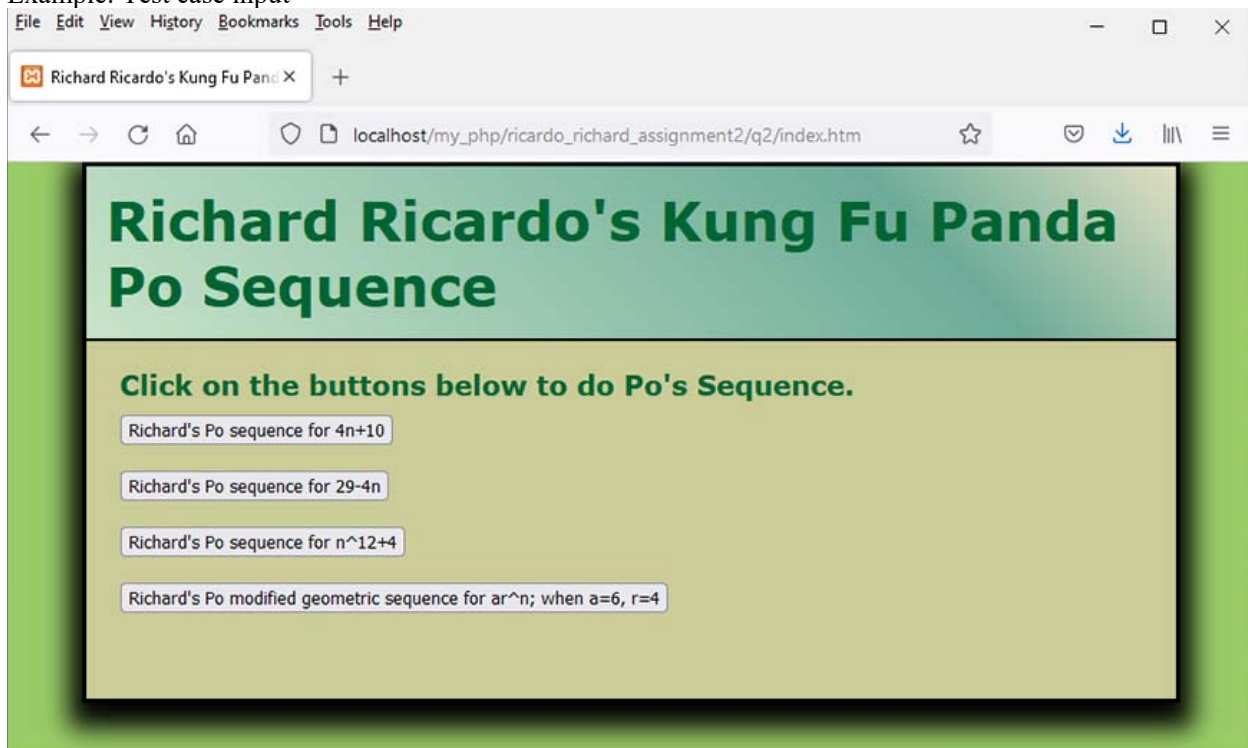 Example: Test case input
File Edit View History Bookmarks Tools Help
Richard Ricardo's Kung Fu Pand
localhost/my_php/ricardo_richard_assignment2/q2/index.htm
Richard Ricardo's Kung Fu Panda
Po Sequence
Click on the buttons below to do Po's Sequence.
Richard's Po sequence for 4n+10
Richard's Po sequence for 29-4n
Richard's Po sequence for n^12+4
Richard's Po modified geometric sequence for ar^n; when a=6, r=4